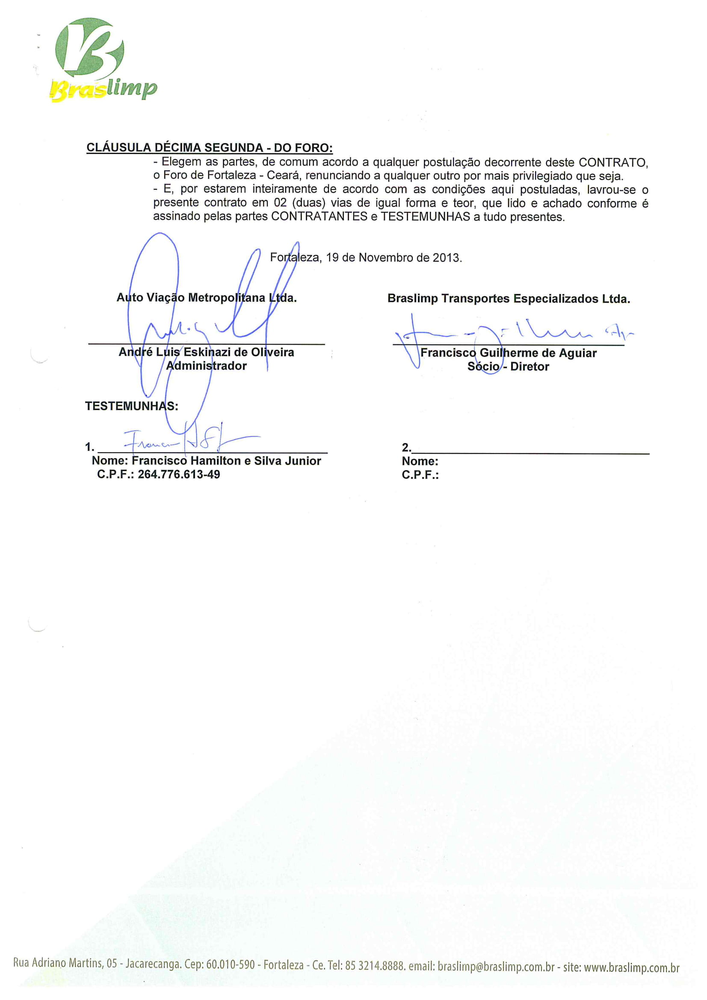 Braslimp
CLÁUSULA DÉCIMA SEGUNDA - DO FORO:
- Elegem as partes, de comum acordo a qualquer postulação decorrente deste CONTRATO,
o Foro de Fortaleza - Ceará, renunciando a qualquer outro por mais privilegiado que seja.
- E, por estarem inteiramente de acordo com as condições aqui postuladas, lavrou-se o
presente contrato em 02 (duas) vias de igual forma e teor, que lido e achado conforme é
assinado pelas partes CONTRATANTES e TESTEMUNHAS a tudo presentes.
Fortaleza, 19 de Novembro de 2013.
Auto Viação Metropolitana Ltda.
Braslimp Transportes Especializados Ltda.
André Luis Eskinazi de Oliveira
Administrador
Francisco Guilherme de Aguiar
Sócio - Diretor
TESTEMUNHAS:
1.
Nome: Francisco Hamilton e Silva Junior
C.P.F.: 264.776.613-49
2.
Nome:
C.P.F.:
Rua Adriano Martins, 05 - Jacarecanga. Cep: 60.010-590 - Fortaleza - Ce. Tel: 85 3214.8888. email: braslimp@braslimp.com.br - site: www.braslimp.com.br